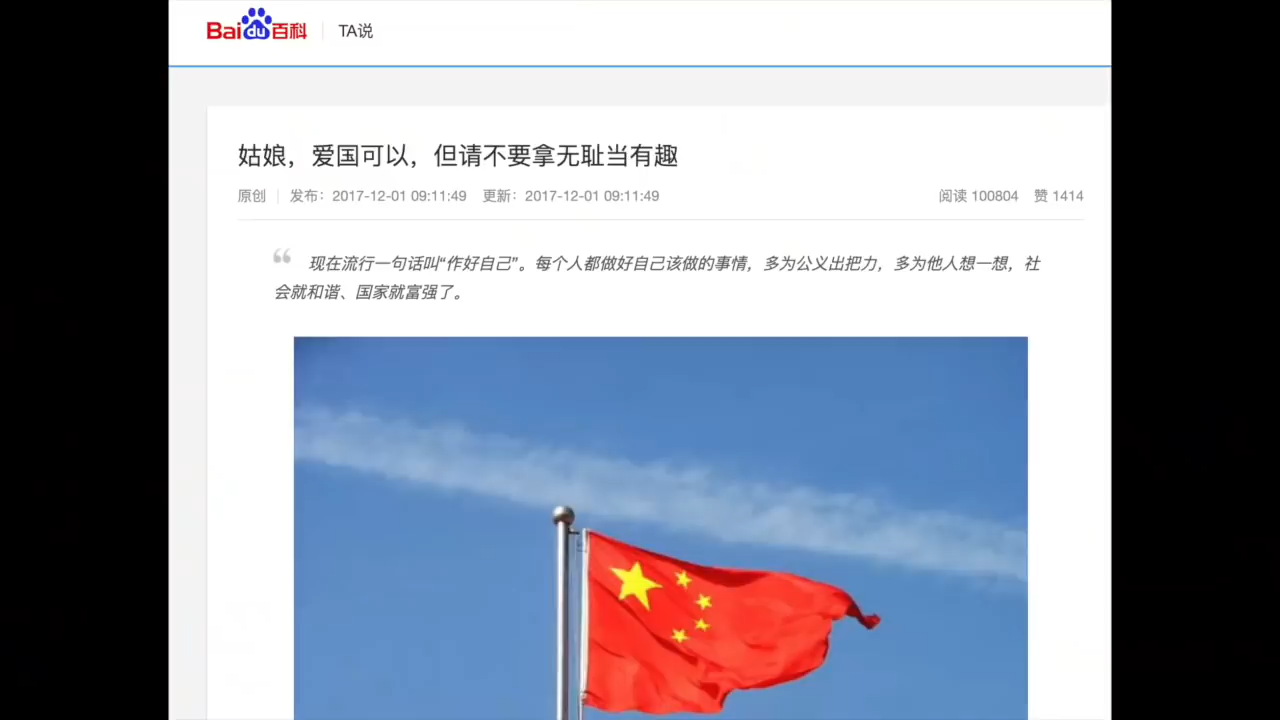 Baidu百科 TA说
姑娘，爱国可以，但请不要拿无耻当有趣
原创 发布：2017-12-01 09:11:49 更新：2017-12-01 09:11:49 阅读 100804 赞 1414
“ 现在流行一句话叫“作好自己”。每个人都做好自己该做的事情，多为公义出把力，多为他人想一想，社
会就和谐、国家就富强了。